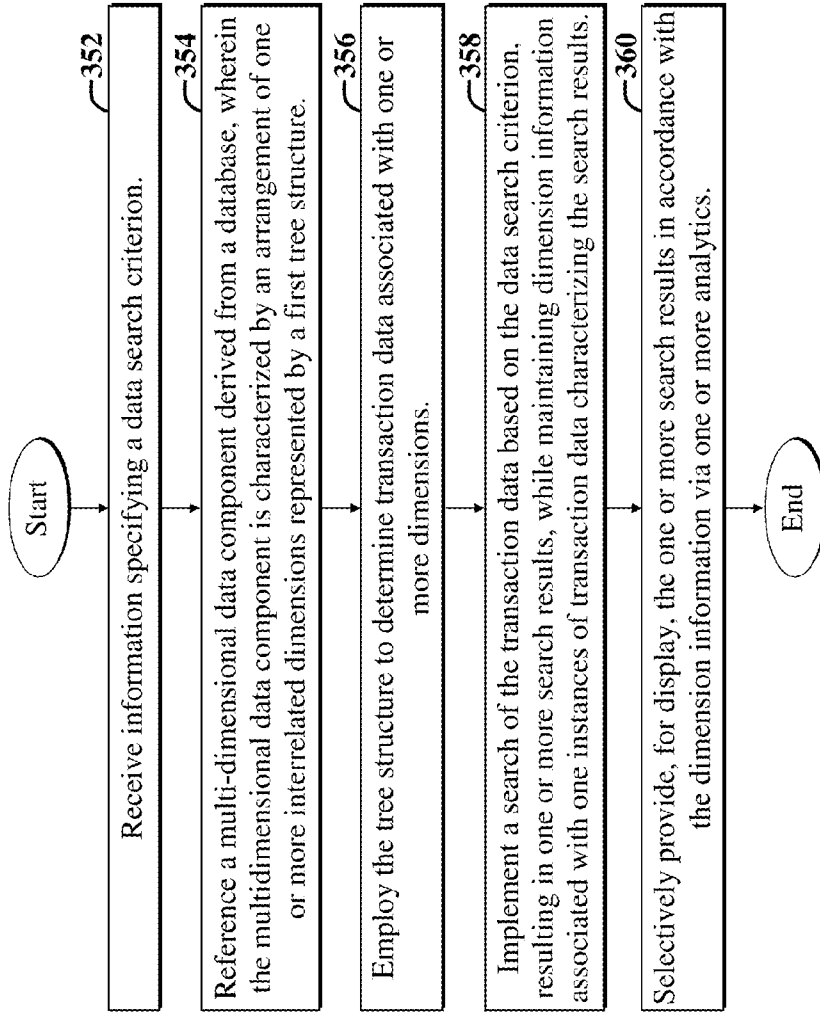 Start
352
Receive information specifying a data search criterion.
354
Reference a multi-dimensional data component derived from a database, wherein
the multidimensional data component is characterized by an arrangement of one
or more interrelated dimensions represented by a first tree structure.
356
Employ the tree structure to determine transaction data associated with one or
more dimensions.
358
Implement a search of the transaction data based on the data search criterion,
resulting in one or more search results, while maintaining dimension information
associated with one instances of transaction data characterizing the search results.
360
Selectively provide, for display, the one or more search results in accordance with
the dimension information via one or more analytics.
End